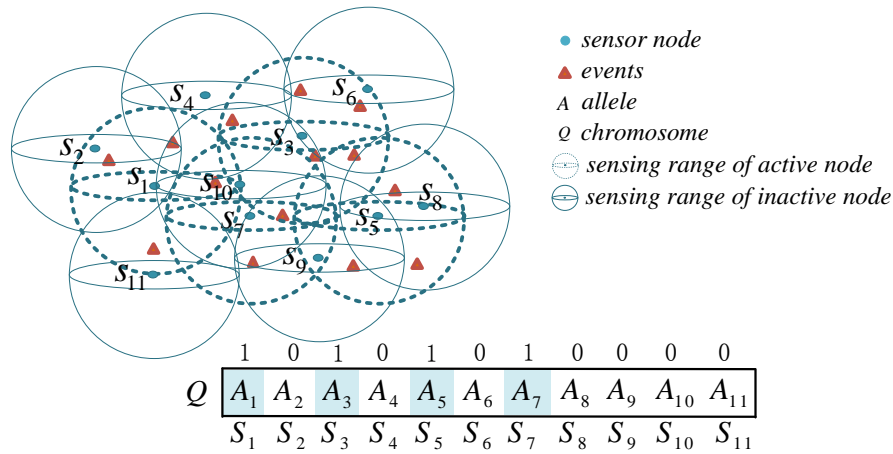 sensor node
events
A allele
Q chromosome
sensing range of active node
sensing range of inactive node
S4
S6
S3
S2
S1
S10
S8
S7
S5
S9
S11
1 0 1 0 1 0 1 0 0 0 0
Q A1 A2 A3 A4 A5 A6 A7 A8 A9 A10 A11
S1 S2 S3 S4 S5 S6 S7 S8 S9 S10 S11